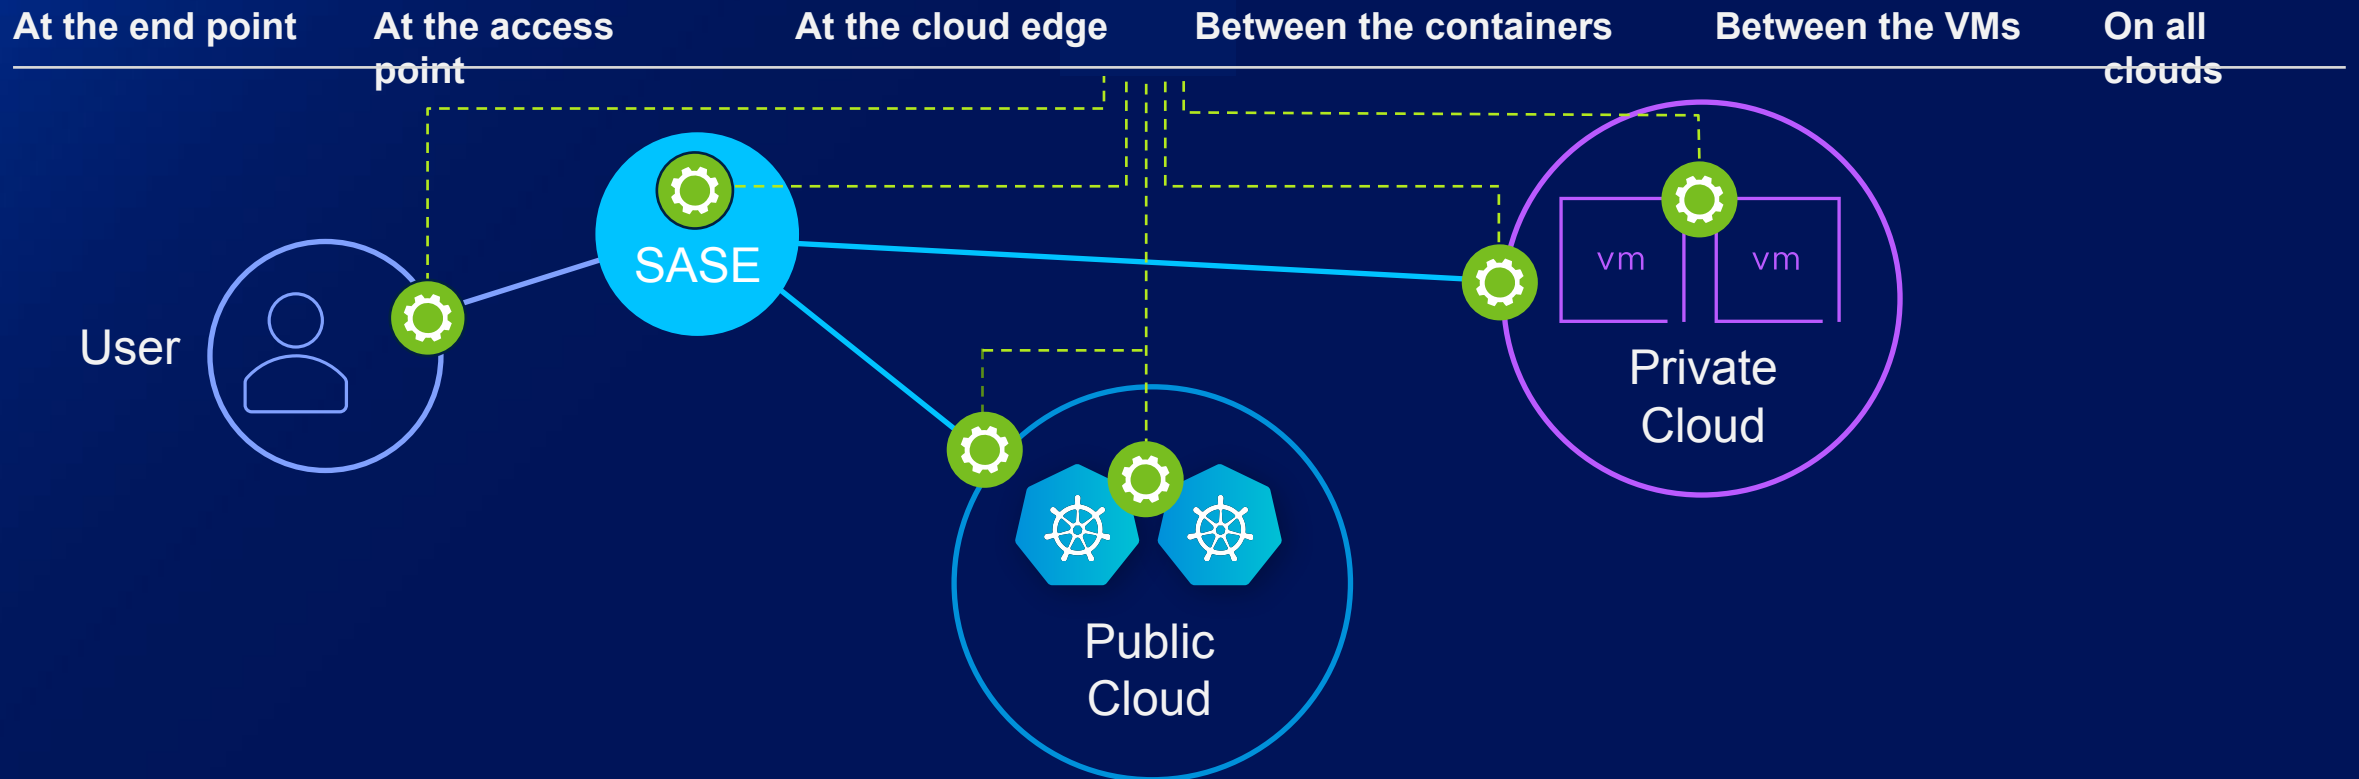 At the end point
At the access
point
At the cloud edge
Between the containers
Between the VMs
On all
clouds
SASE
User
vm
vm
Private
Cloud
Public
Cloud